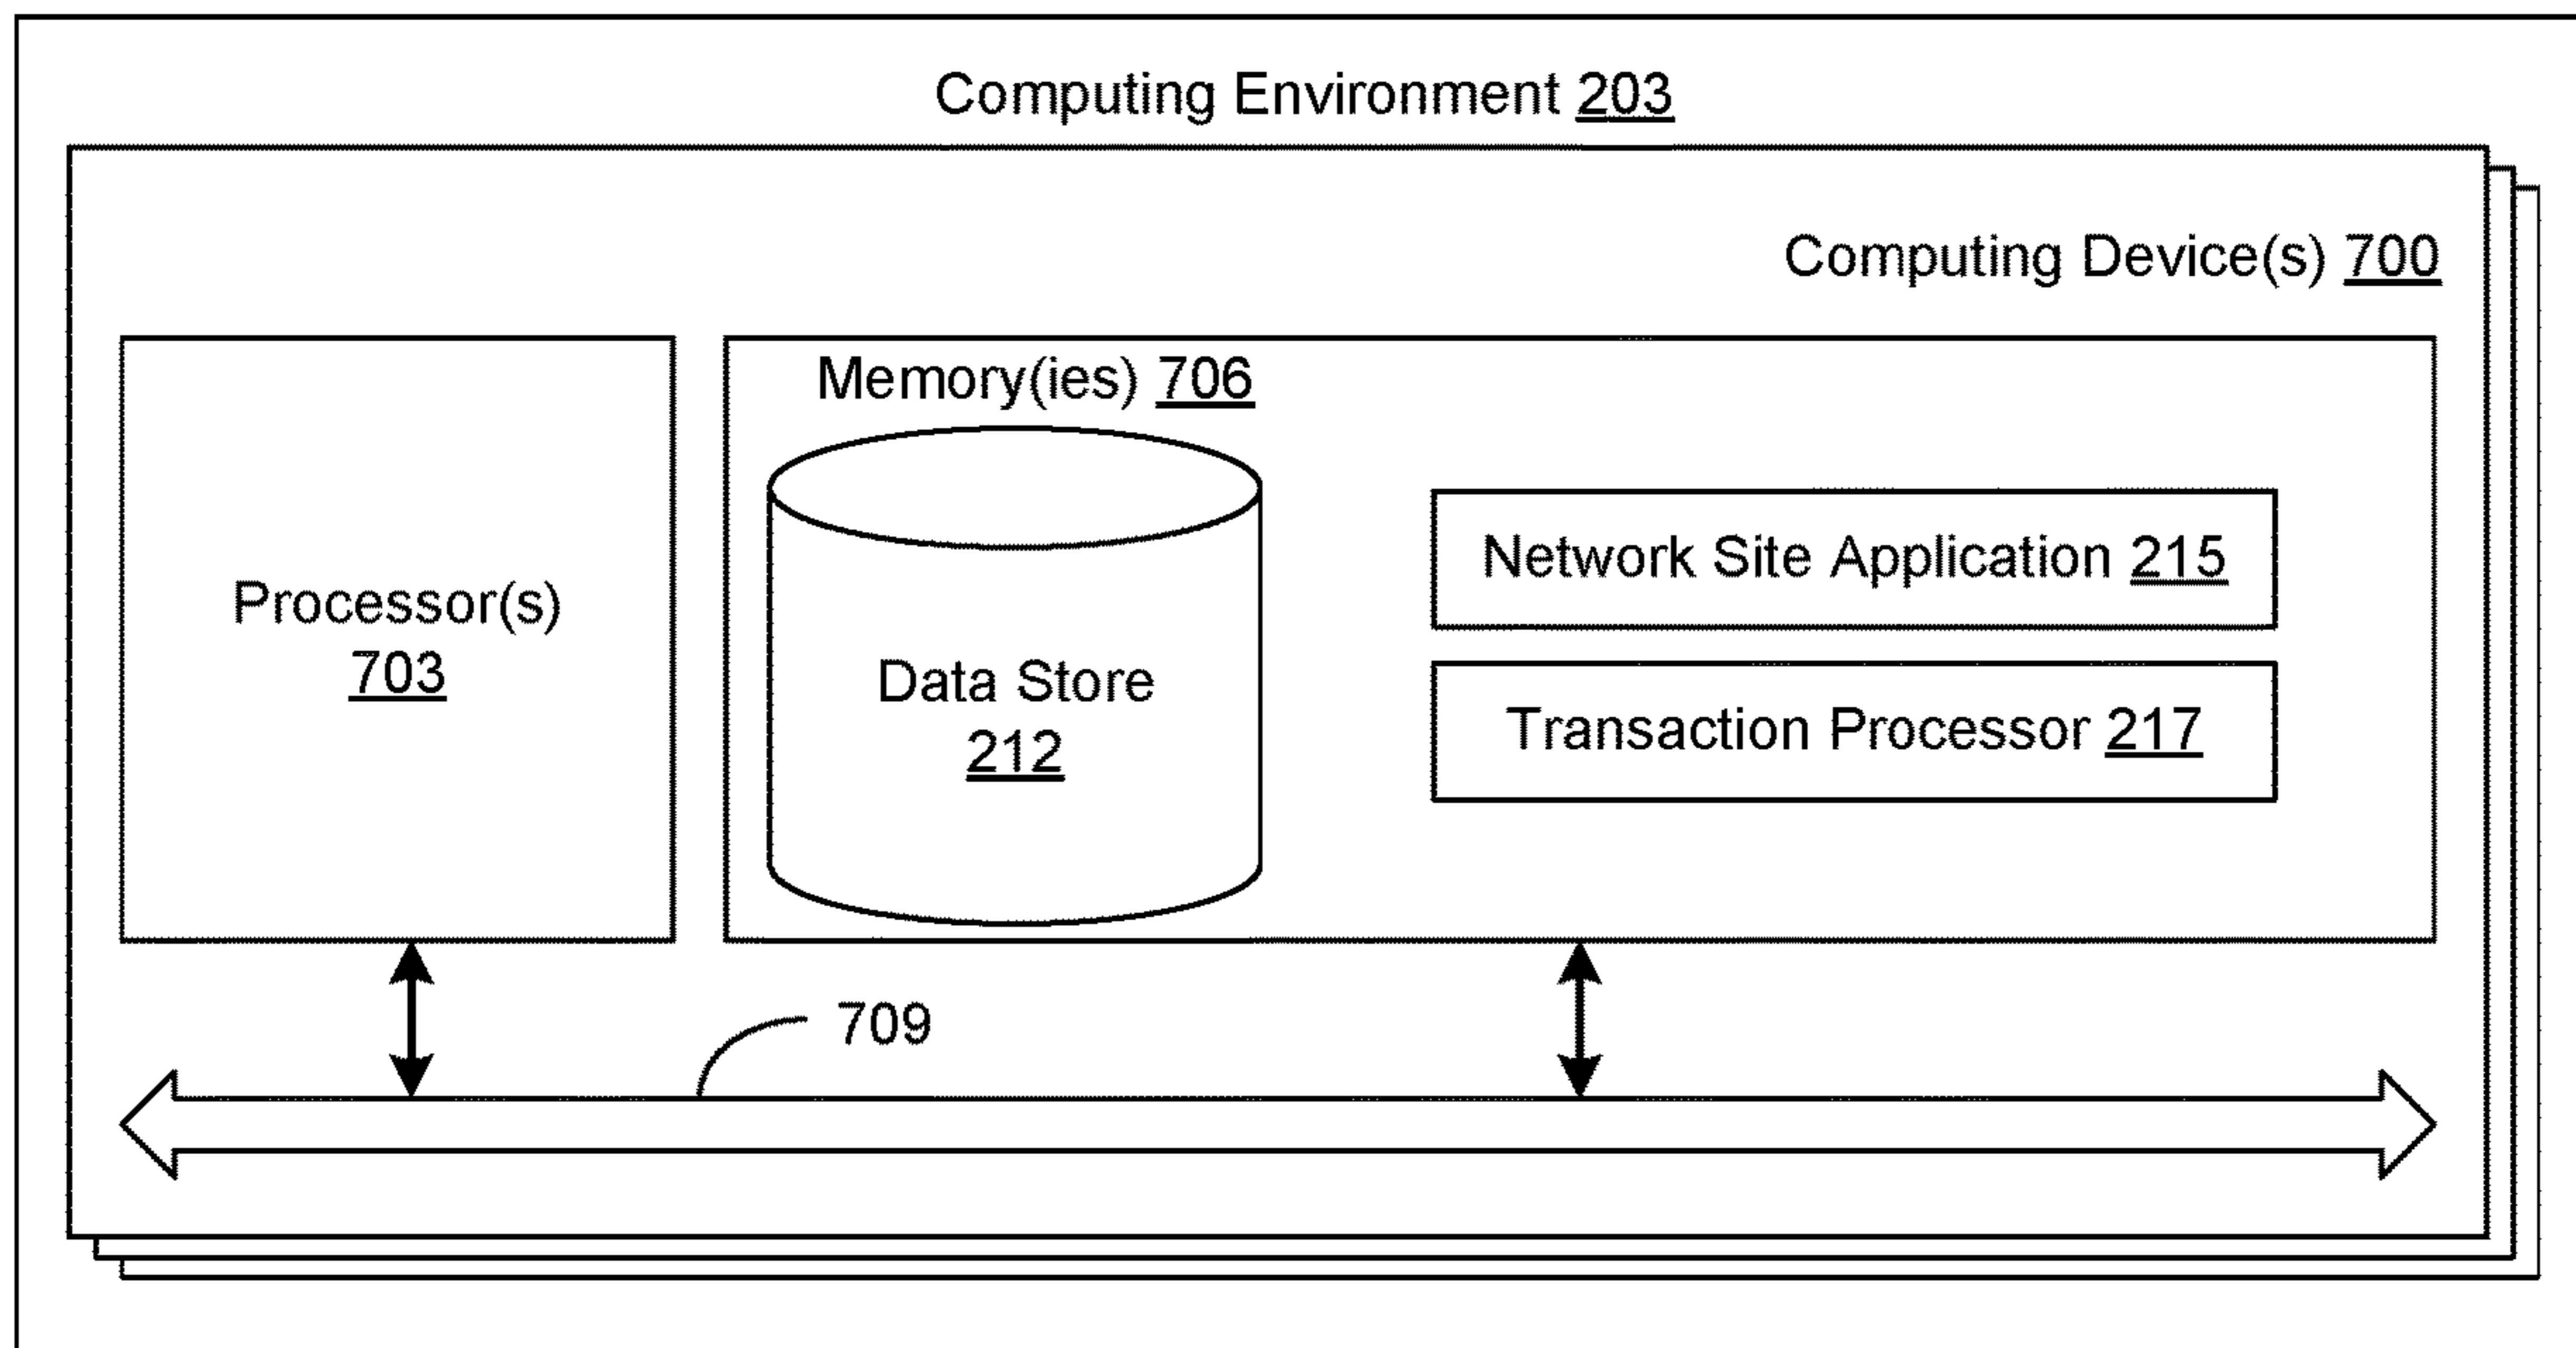 Computing Environment 203
Computing Device(s) 700
Memory(ies) 706
Processor(s)
703
Data Store
212
Network Site Application 215
Transaction Processor 217
709